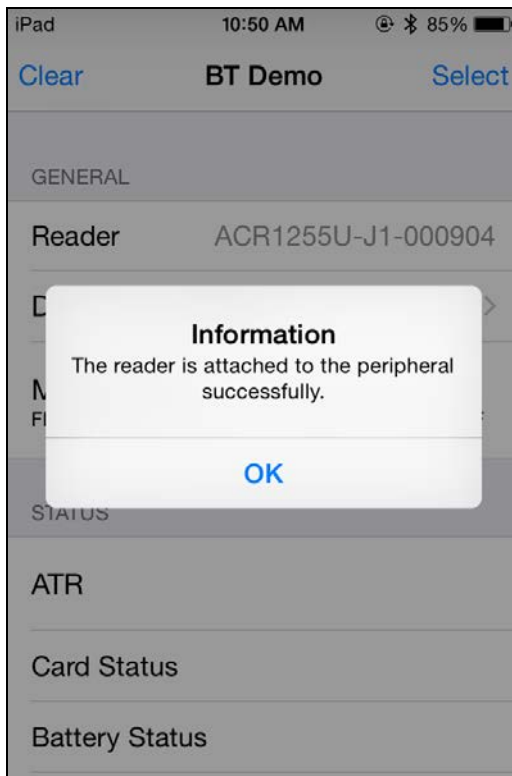 iPad 10:50 AM 85%
Clear BT Demo Select
GENERAL
Reader ACR1255U-J1-000904
Information
The reader is attached to the peripheral
successfully.
OK
STATUS
ATR
Card Status
Battery Status